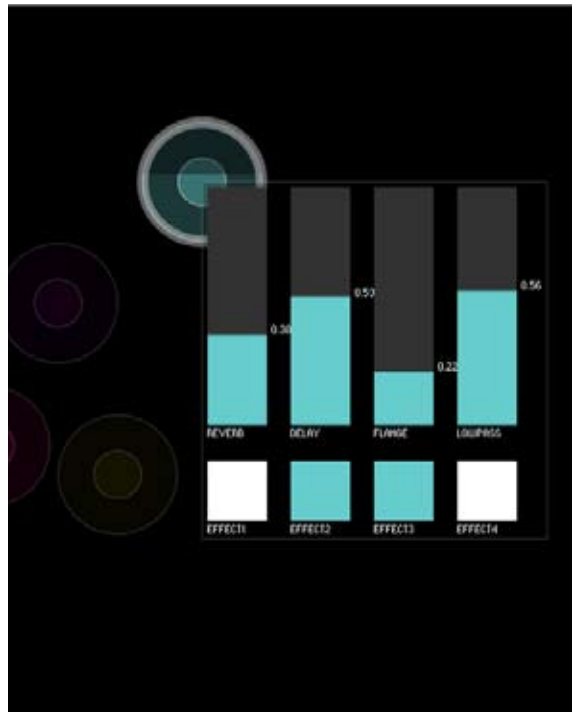 0.56
0.53
0.38
0.22
REVERB
DELAY
FLANGE
LOWPASS
EFFECT1
EFFECT2
EFFECT3
EFFECT4